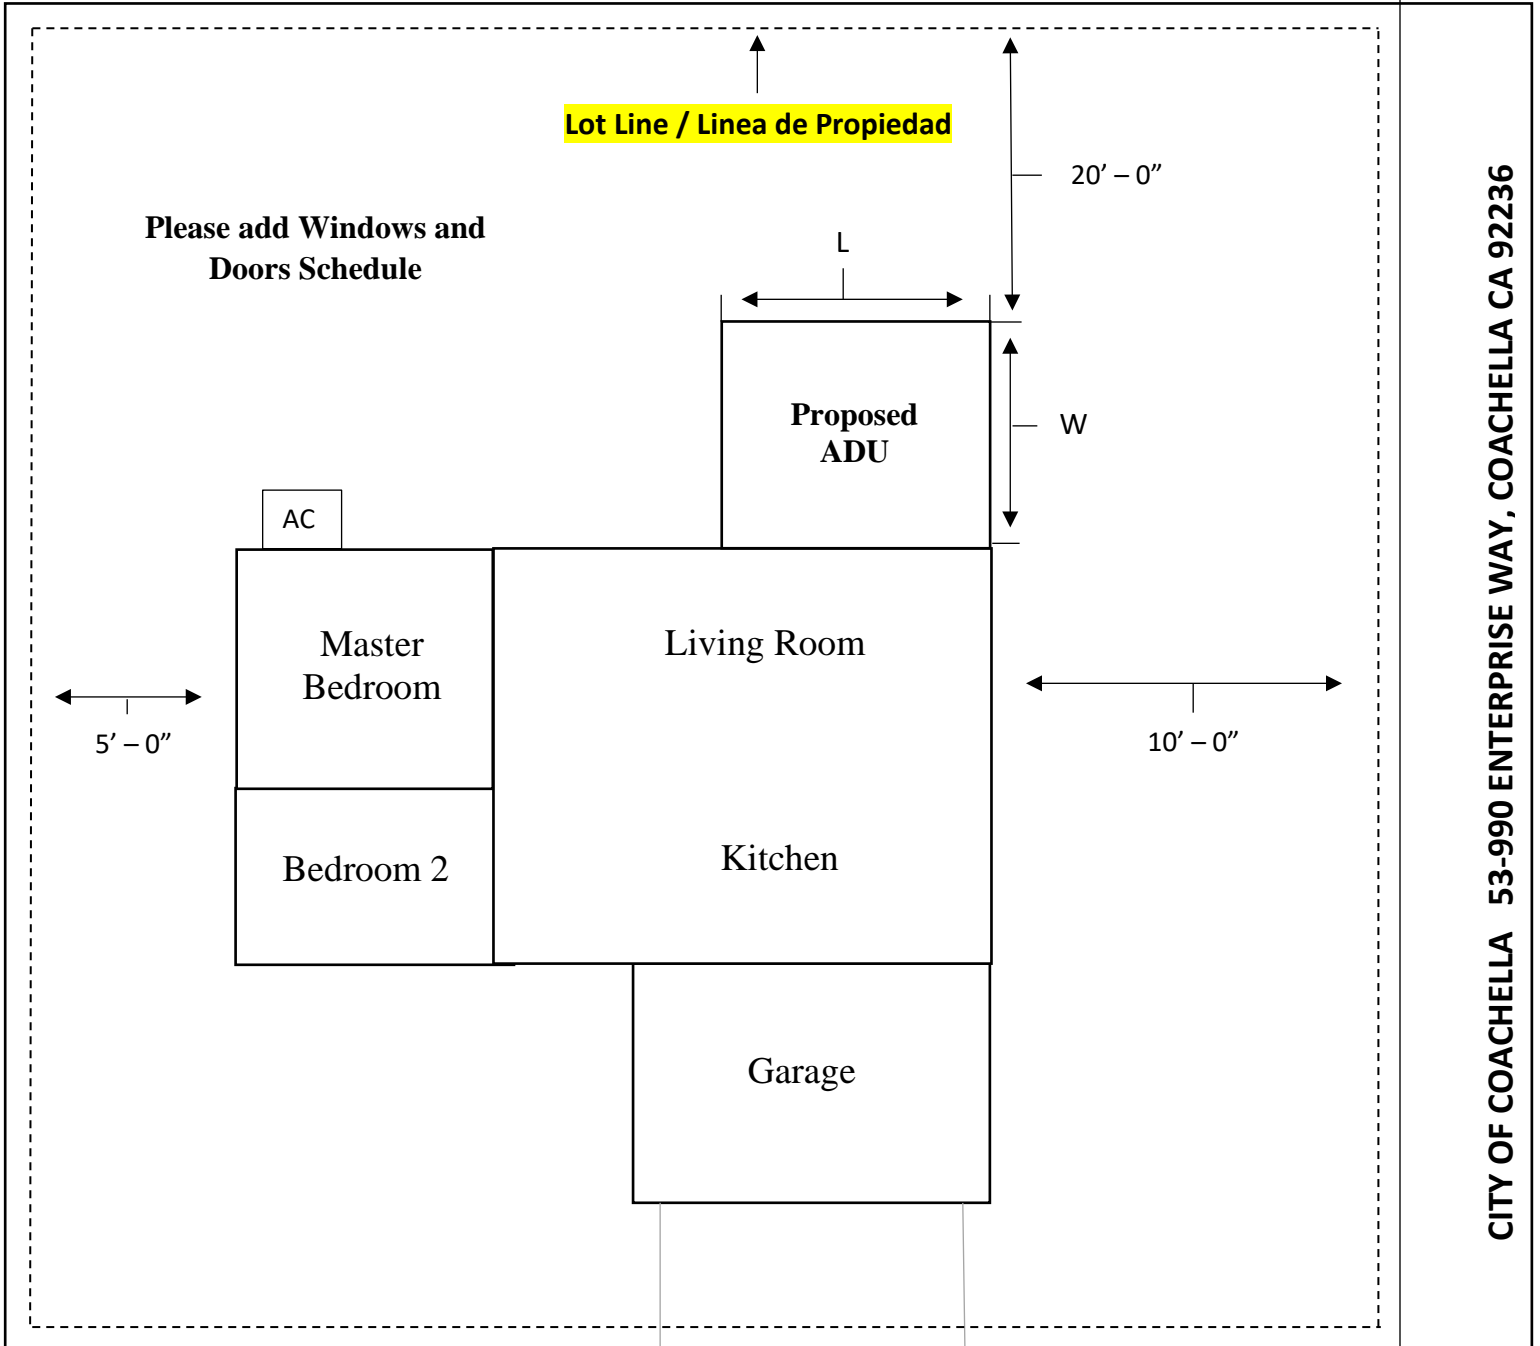 Lot Line / Linea de Propiedad
20’ – 0”
Please add Windows and
Doors Schedule
L
Proposed
ADU
W
AC
Master
Bedroom
Living Room
5’ – 0”
10’ – 0”
Bedroom 2
Kitchen
Garage
CITY OF COACHELLA 53-990 ENTERPRISE WAY, COACHELLA CA 92236